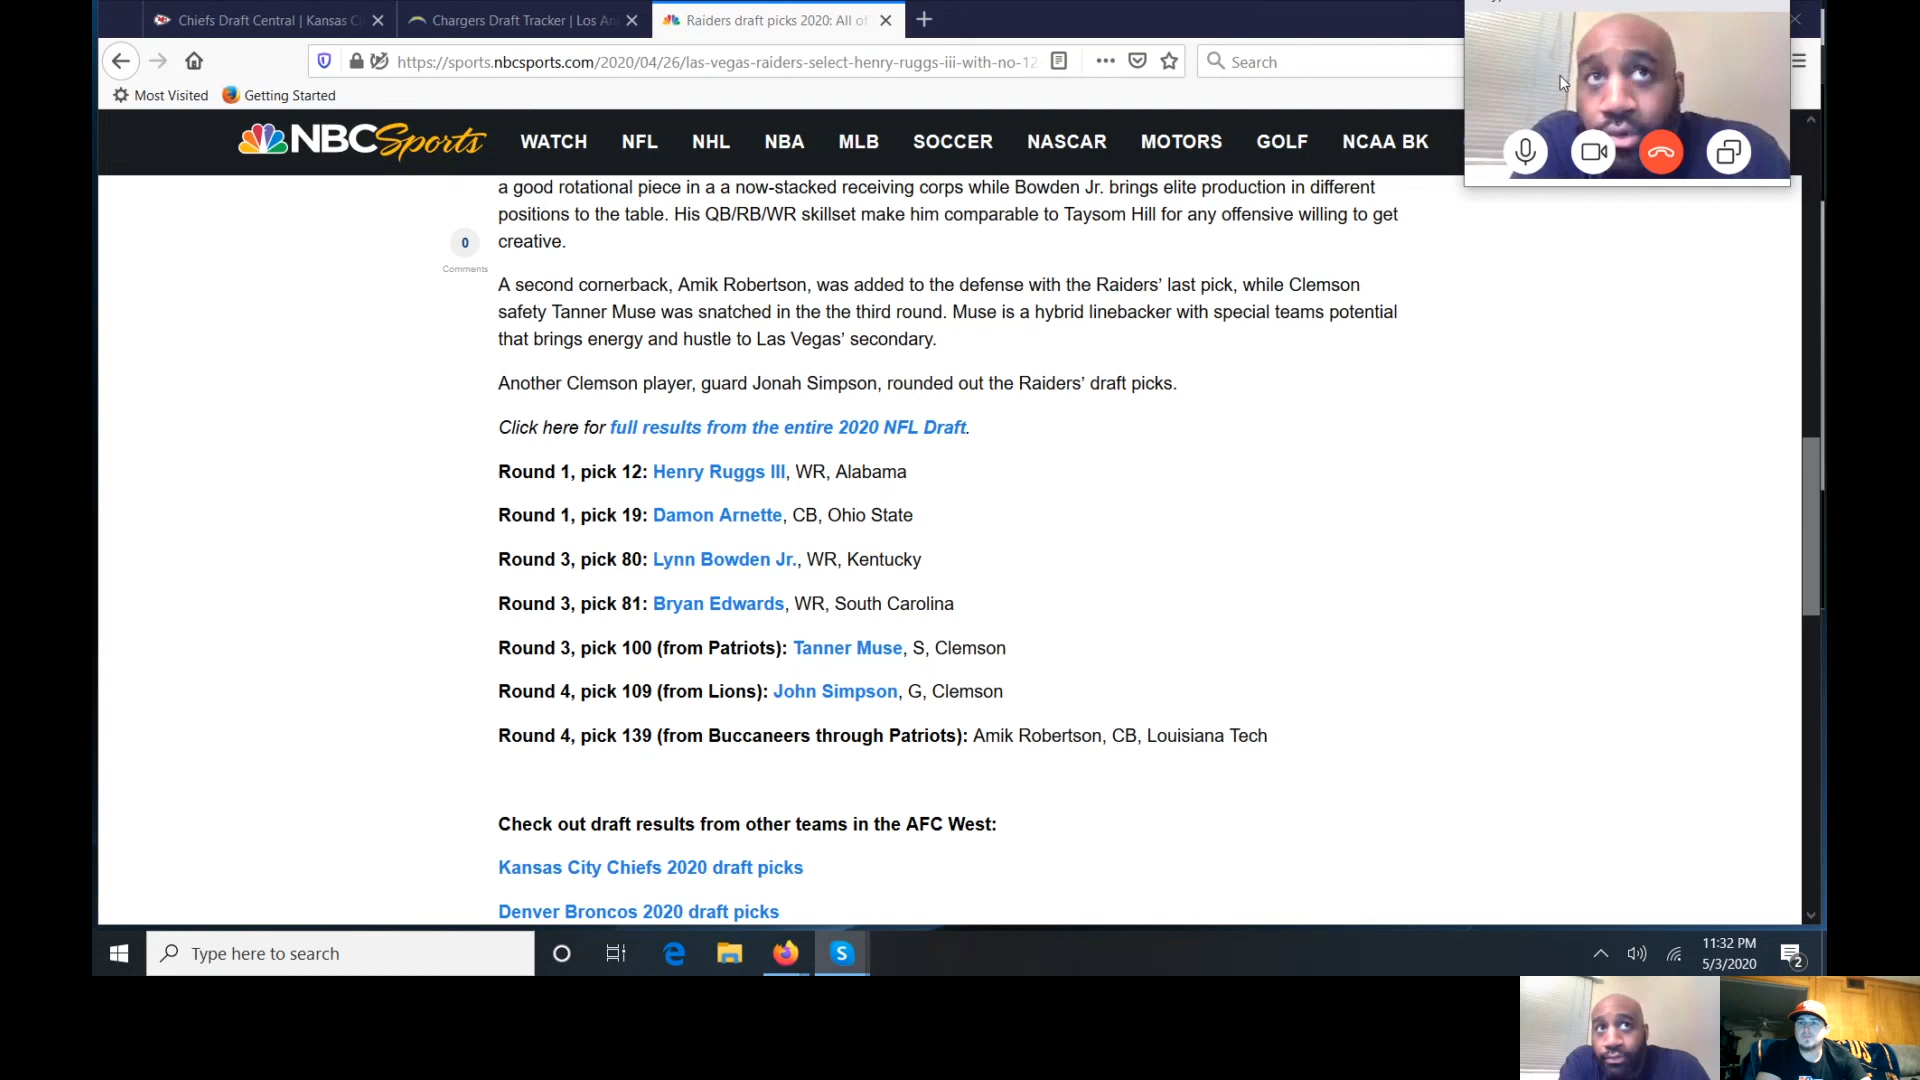 Chiefs Draft Central | Kansas Ci
Chargers Draft Tracker | Los An
Raiders draft picks 2020: All of
https://sports.nbcsports.com/2020/04/26/las-vegas-raiders-select-henry-ruggs-iii-with-no-12-
Search
Most Visited
Getting Started
NBC Sports
WATCH NFL NHL NBA MLB SOCCER NASCAR MOTORS GOLF NCAA BK
a good rotational piece in a a now-stacked receiving corps while Bowden Jr. brings elite production in different
positions to the table. His QB/RB/WR skillset make him comparable to Taysom Hill for any offensive willing to get
creative.
0
Comments
A second cornerback, Amik Robertson, was added to the defense with the Raiders’ last pick, while Clemson
safety Tanner Muse was snatched in the the third round. Muse is a hybrid linebacker with special teams potential
that brings energy and hustle to Las Vegas’ secondary.
Another Clemson player, guard Jonah Simpson, rounded out the Raiders’ draft picks.
Click here for full results from the entire 2020 NFL Draft.
Round 1, pick 12: Henry Ruggs III, WR, Alabama
Round 1, pick 19: Damon Arnette, CB, Ohio State
Round 3, pick 80: Lynn Bowden Jr., WR, Kentucky
Round 3, pick 81: Bryan Edwards, WR, South Carolina
Round 3, pick 100 (from Patriots): Tanner Muse, S, Clemson
Round 4, pick 109 (from Lions): John Simpson, G, Clemson
Round 4, pick 139 (from Buccaneers through Patriots): Amik Robertson, CB, Louisiana Tech
Check out draft results from other teams in the AFC West:
Kansas City Chiefs 2020 draft picks
Denver Broncos 2020 draft picks
Type here to search
11:32 PM
5/3/2020
2